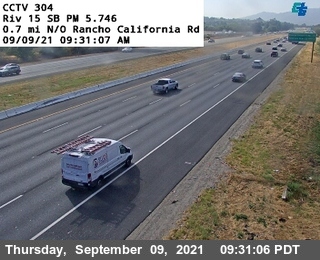 CCTV 304
Riv 15 SB PM 5.746
0.7 mi N/O Rancho California Rd
09/09/21 09:31:07 AM
Thursday, September 09, 2021 09:31:06 PDT